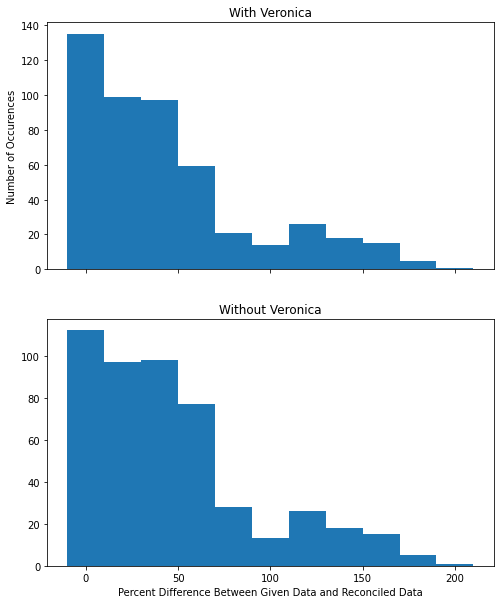 With Veronica
140
120
100
80
60
40
20
0
Number of Occurences
Without Veronica
100
80
60
40
20
0
0 50 100 150 200
Percent Difference Between Given Data and Reconciled Data